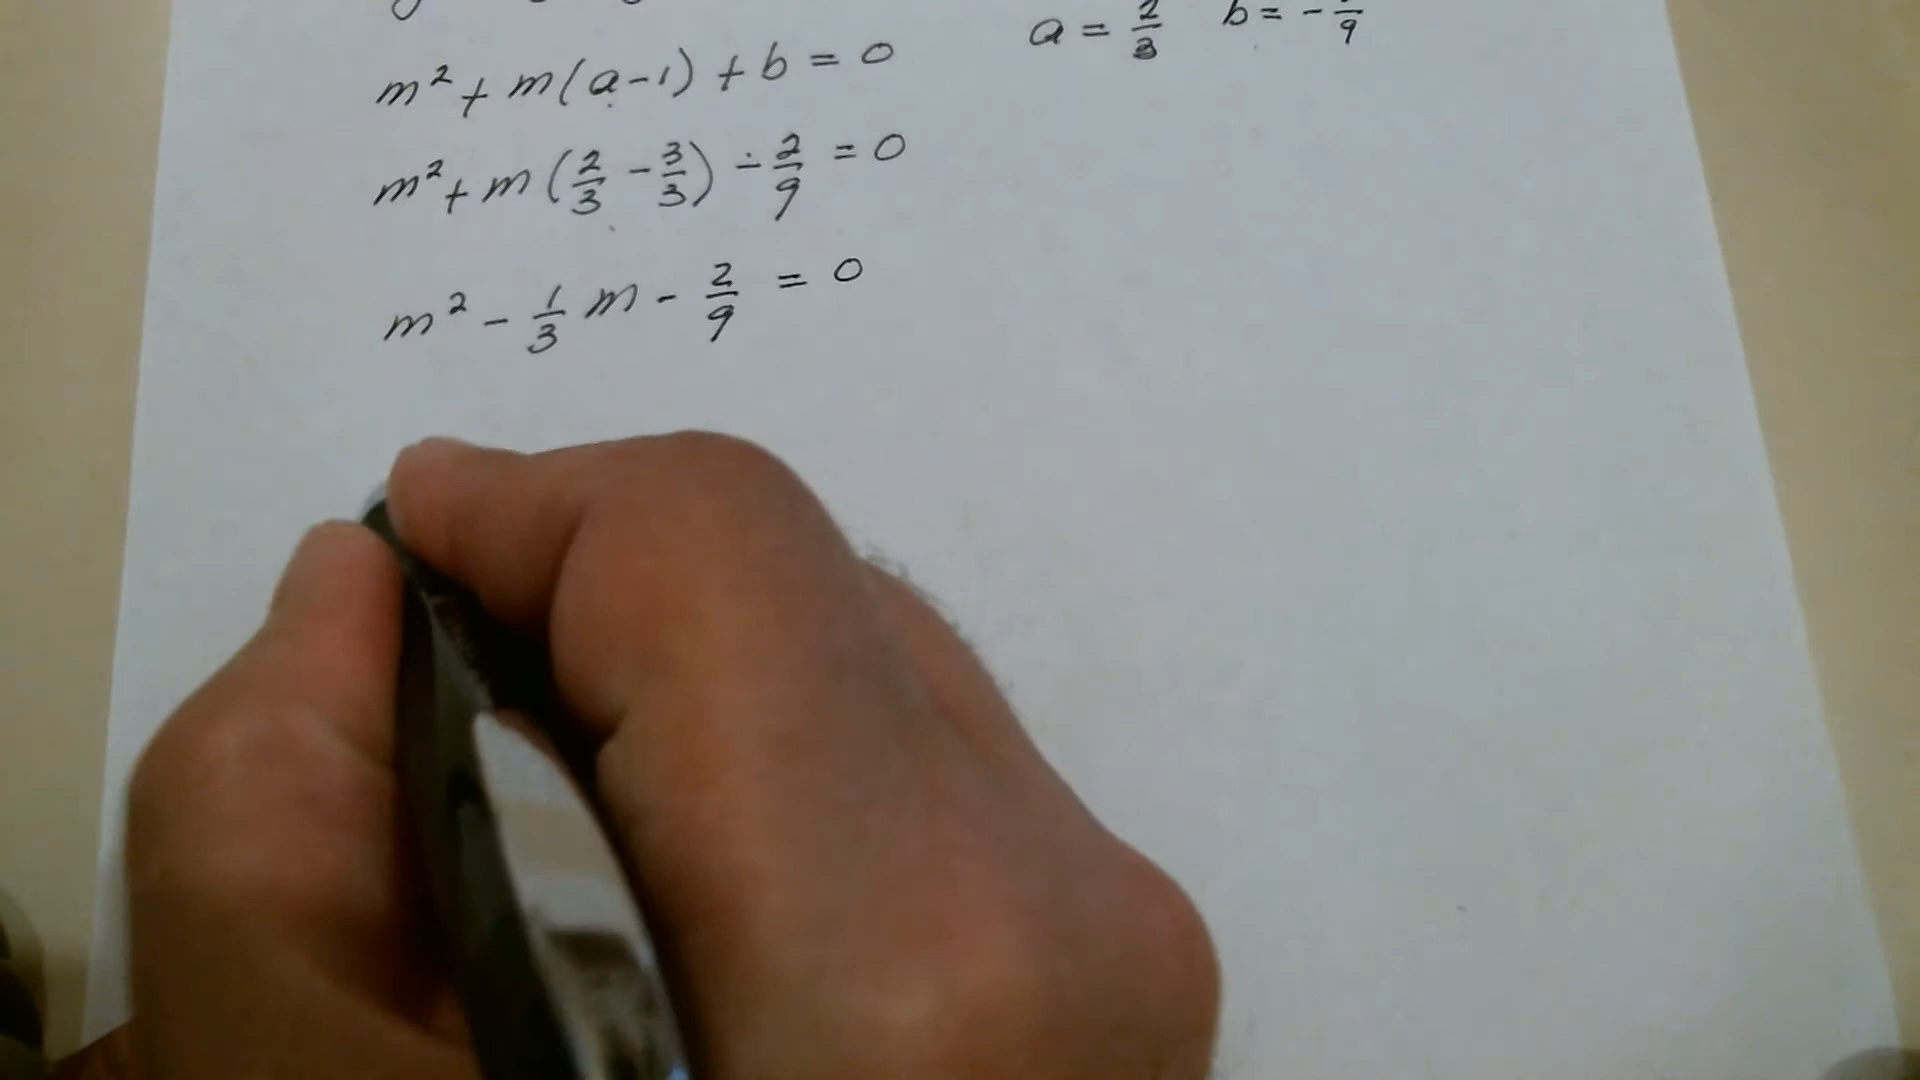 a = 2/3 b = -
m² + m(a-1) + b = 0
m² + m(2/3 - 3/3) - 2/9 = 0
m² - 1/3 m - 2/9 = 0